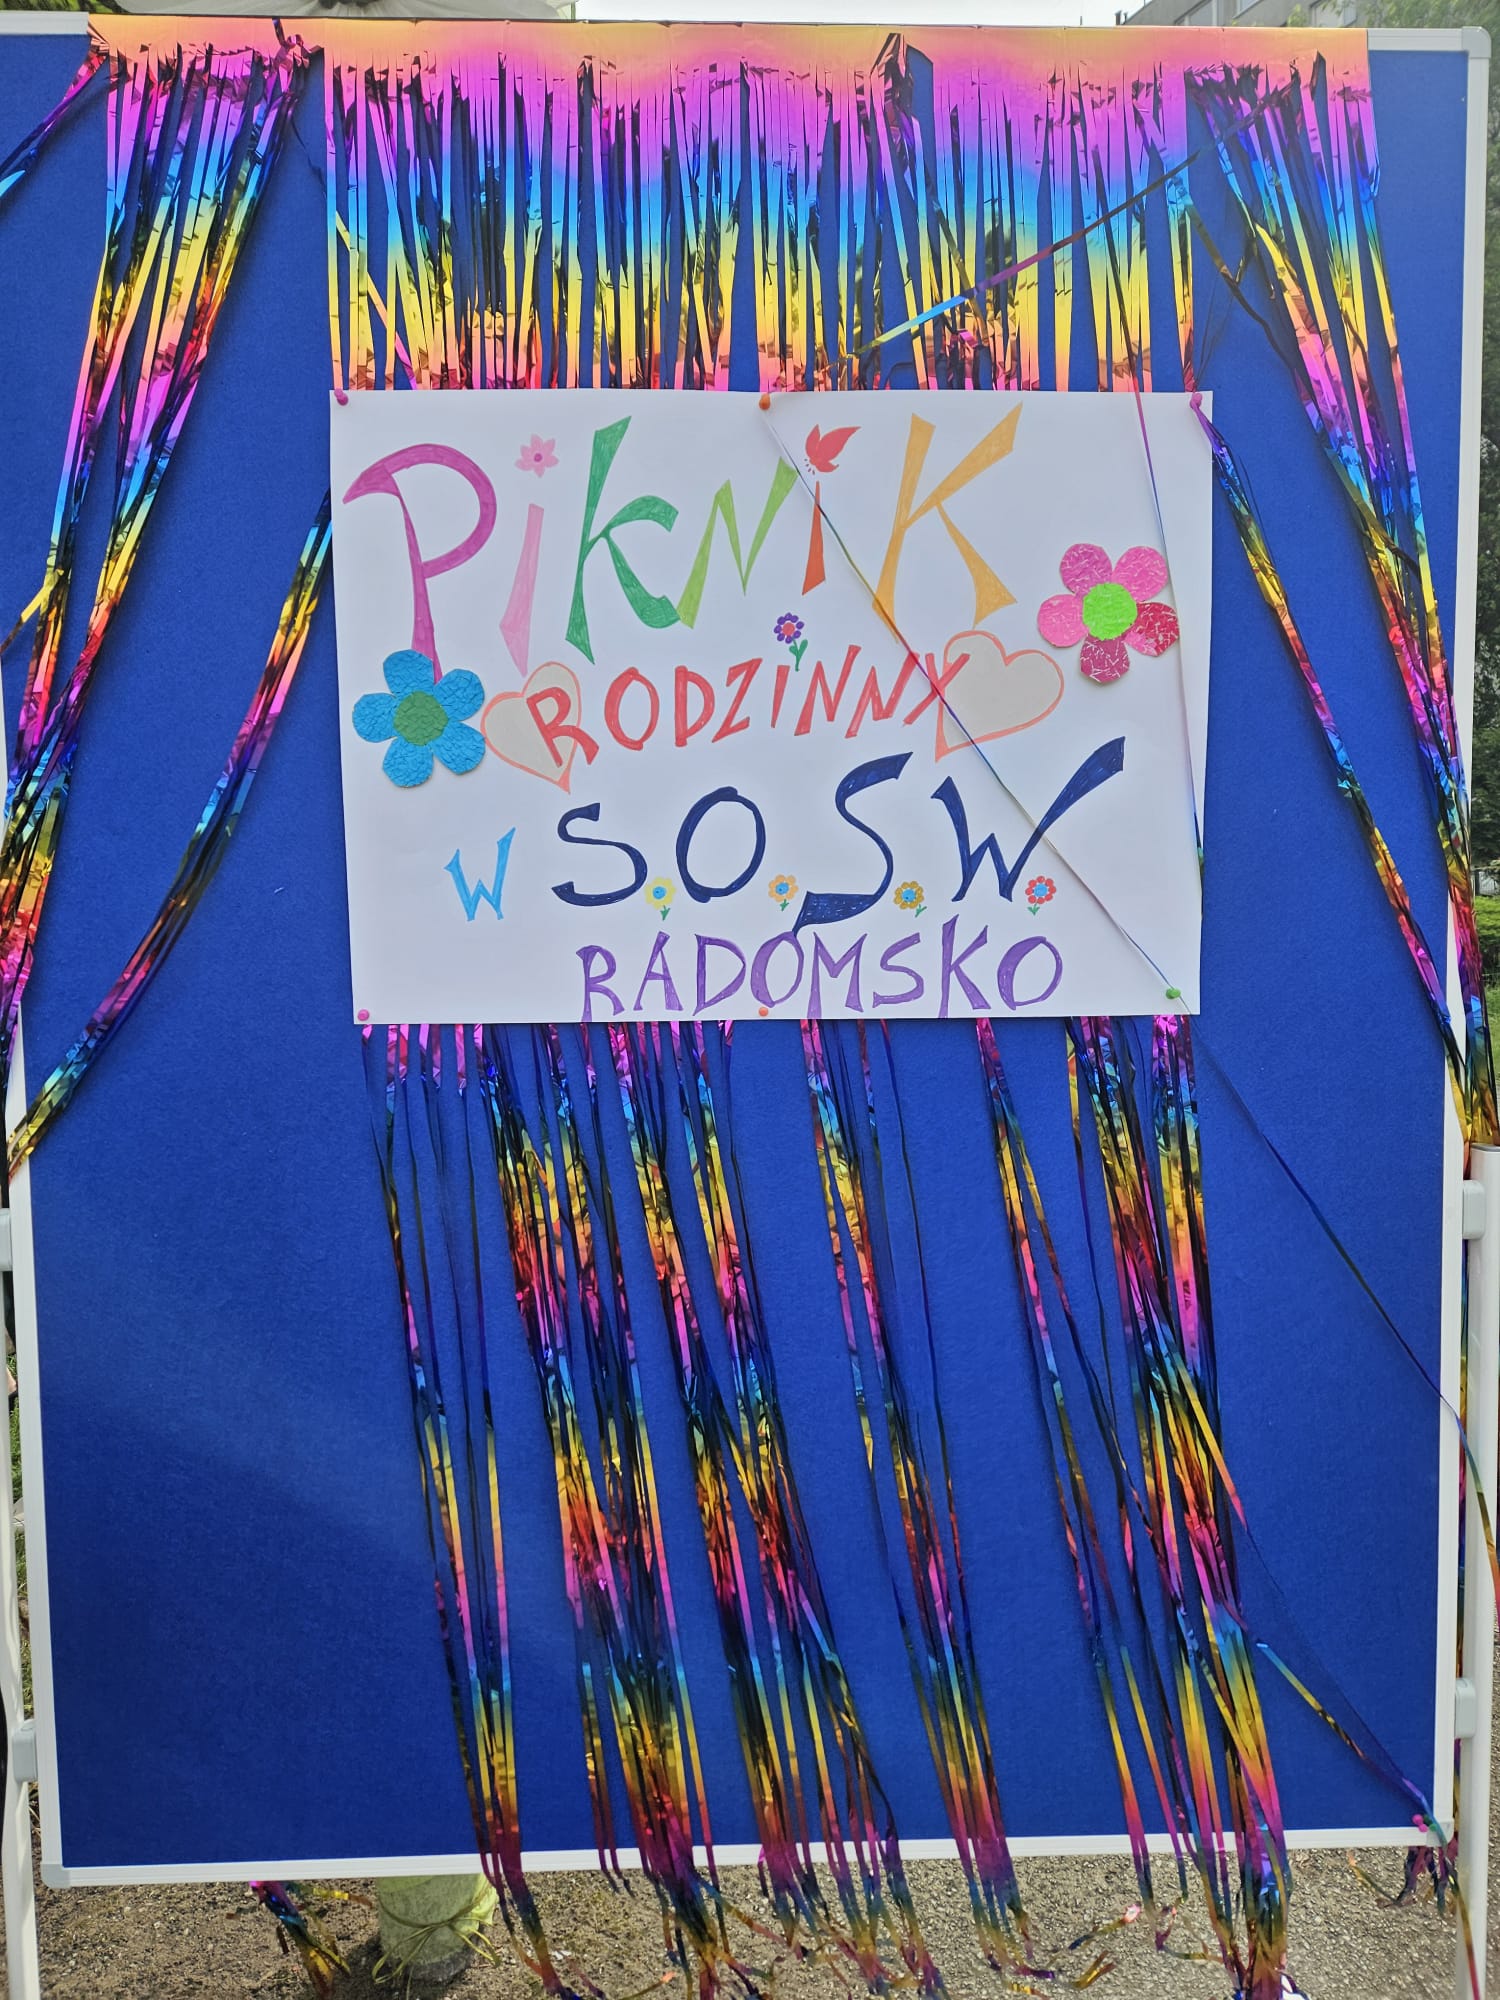 PikNiK
RODZiNNY
W S.O.S.W.
RADOMSKO